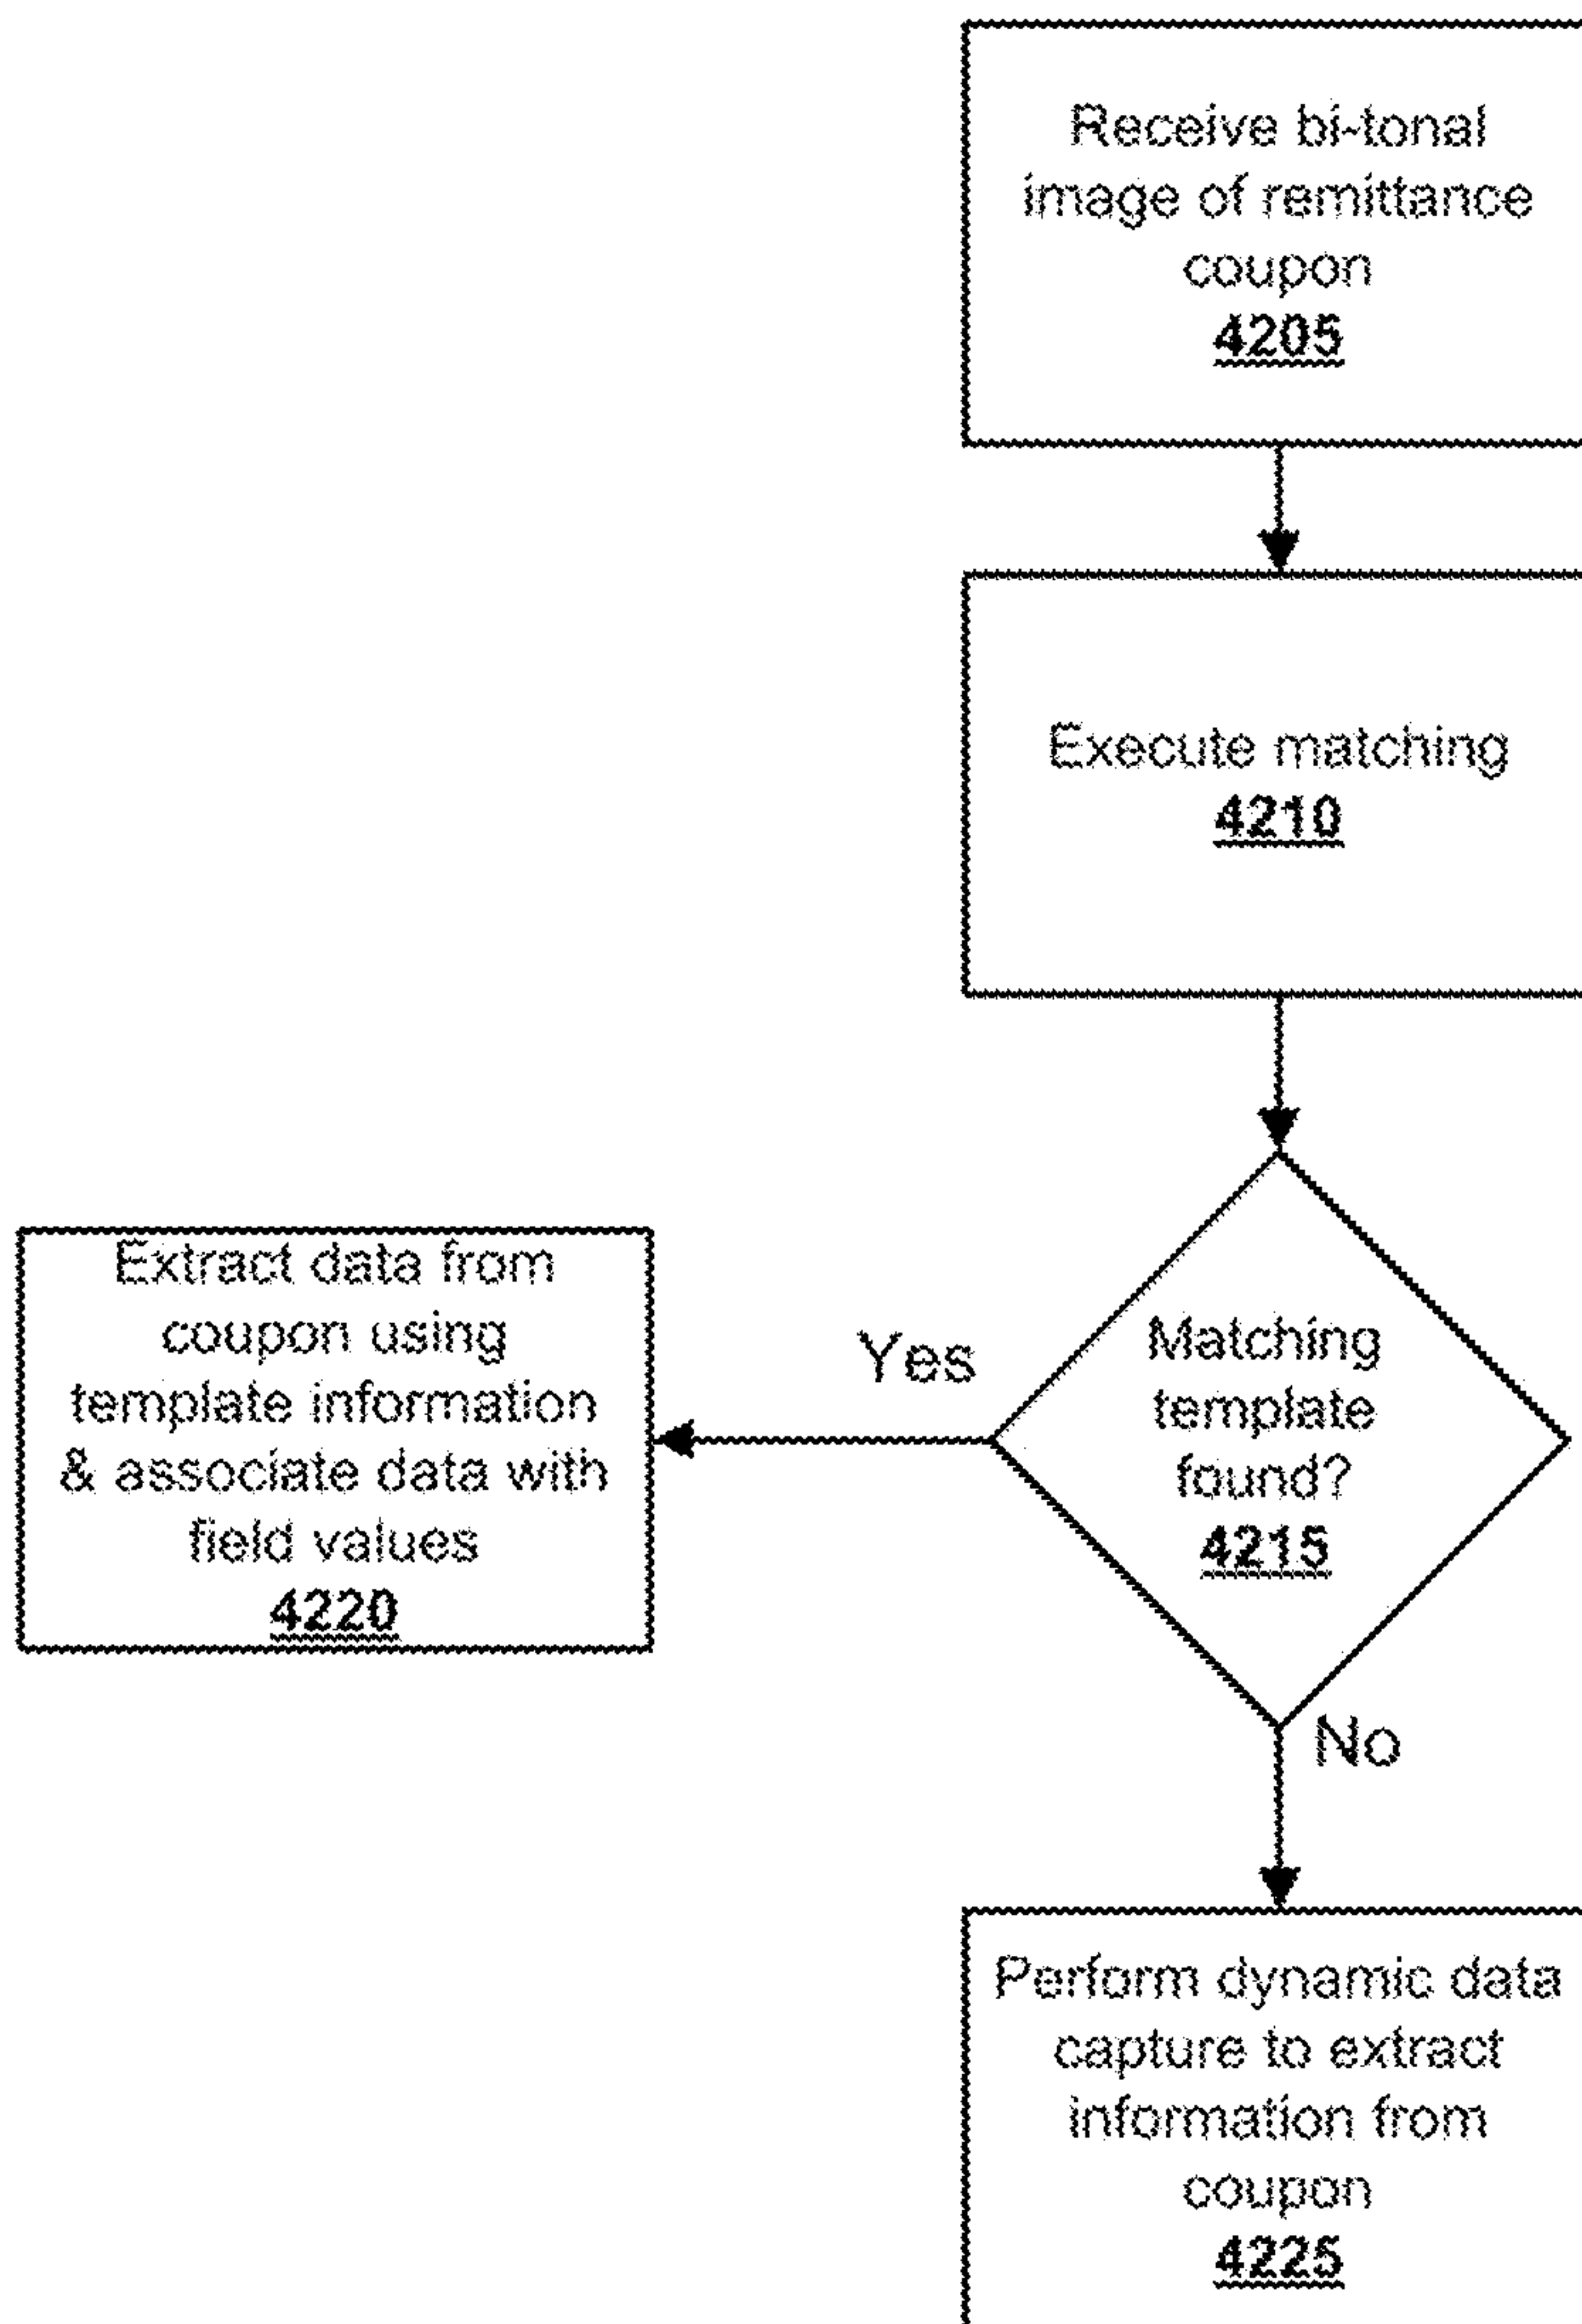 Receive bi-tonal
image of remittance
coupon
4205
Execute matching
4210
Matching
template
found?
4215
Yes
Extract data from
coupon using
template information
& associate data with
field values
4220
No
Perform dynamic data
capture to extract
information from
coupon
4225